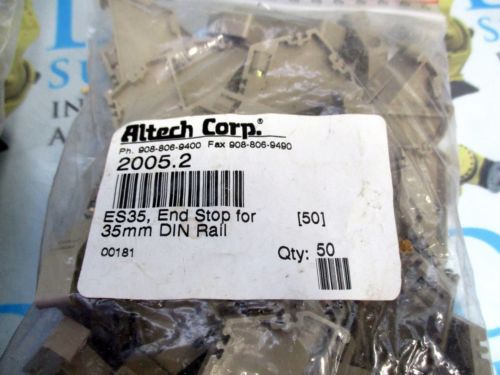 Altech Corp.®
Ph. 908-806-9400 Fax 908-806-9490
2005.2
ES35, End Stop for [50]
35mm DIN Rail
00181 Qty: 50